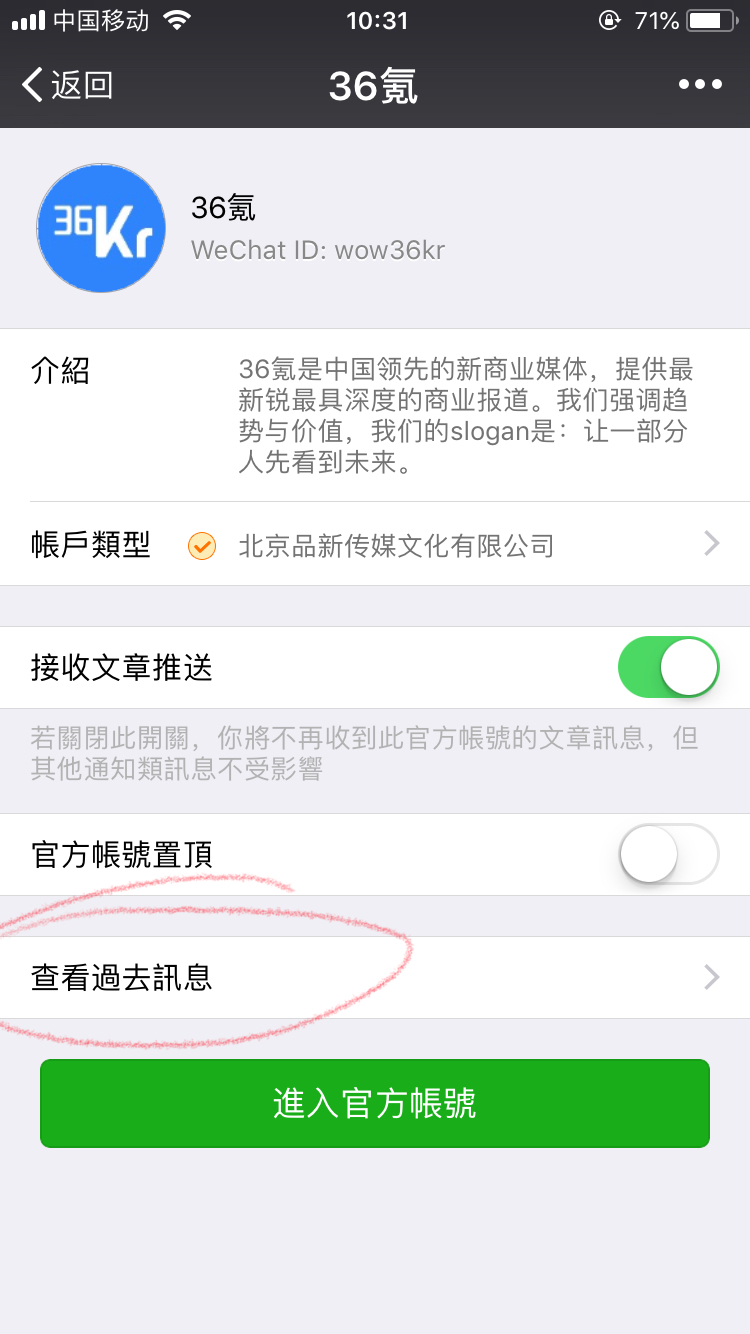 中国移动 10:31 71%
返回 36氪
36Kr
36氪
WeChat ID: wow36kr
介紹
36氪是中国领先的新商业媒体，提供最
新锐最具深度的商业报道。我们强调趋
势与价值，我们的slogan是：让一部分
人先看到未来。
帳戶類型 北京品新传媒文化有限公司
接收文章推送
若關閉此開關，你將不再收到此官方帳號的文章訊息，但
其他通知類訊息不受影響
官方帳號置頂
查看過去訊息
進入官方帳號